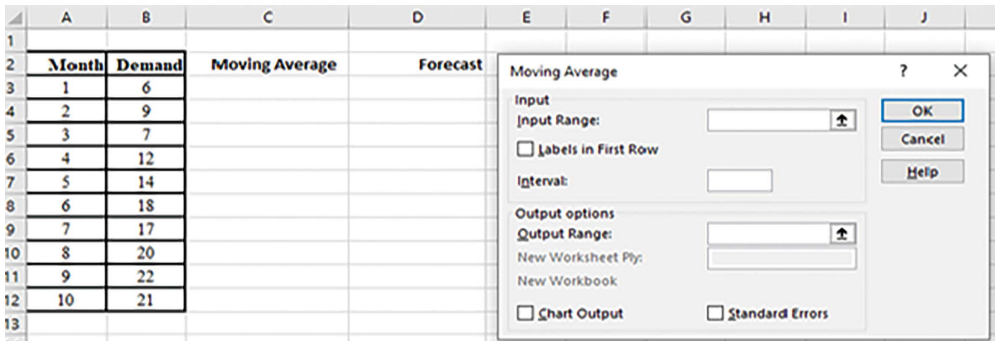 A B C D E F G H I J
1
2 Month Demand Moving Average Forecast
3 1 6
4 2 9
5 3 7
6 4 12
7 5 14
8 6 18
9 7 17
10 8 20
11 9 22
12 10 21
13
Moving Average ? ×
Input
Input Range:
Labels in First Row
Interval:
Output options
Output Range:
New Worksheet Ply:
New Workbook
Chart Output Standard Errors
OK
Cancel
Help